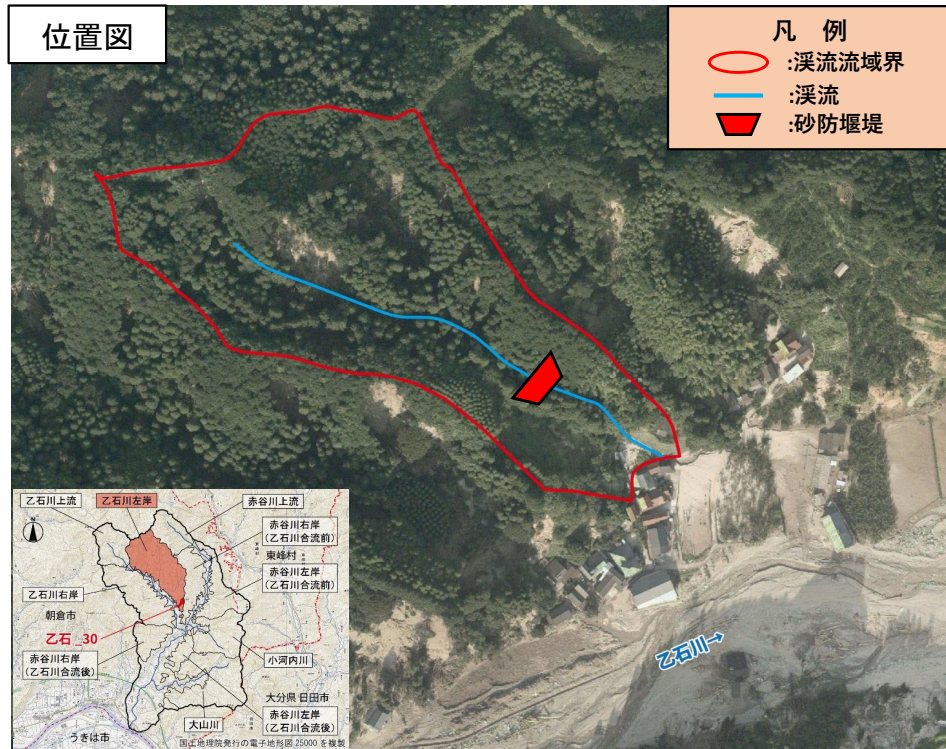 位置図
凡 例
:渓流流域界
:渓流
:砂防堰堤
乙石川→
乙石川上流
乙石川左岸
赤谷川上流
赤谷川右岸
(乙石川合流前)
東峰村
赤谷川左岸
(乙石川合流前)
乙石川右岸
朝倉市
乙石_30
赤谷川右岸
(乙石川合流後)
小河内川
大分県 日田市
赤谷川左岸
(乙石川合流後)
大山川
うきは市
国土地理院発行の電子地形図25000を複製
N